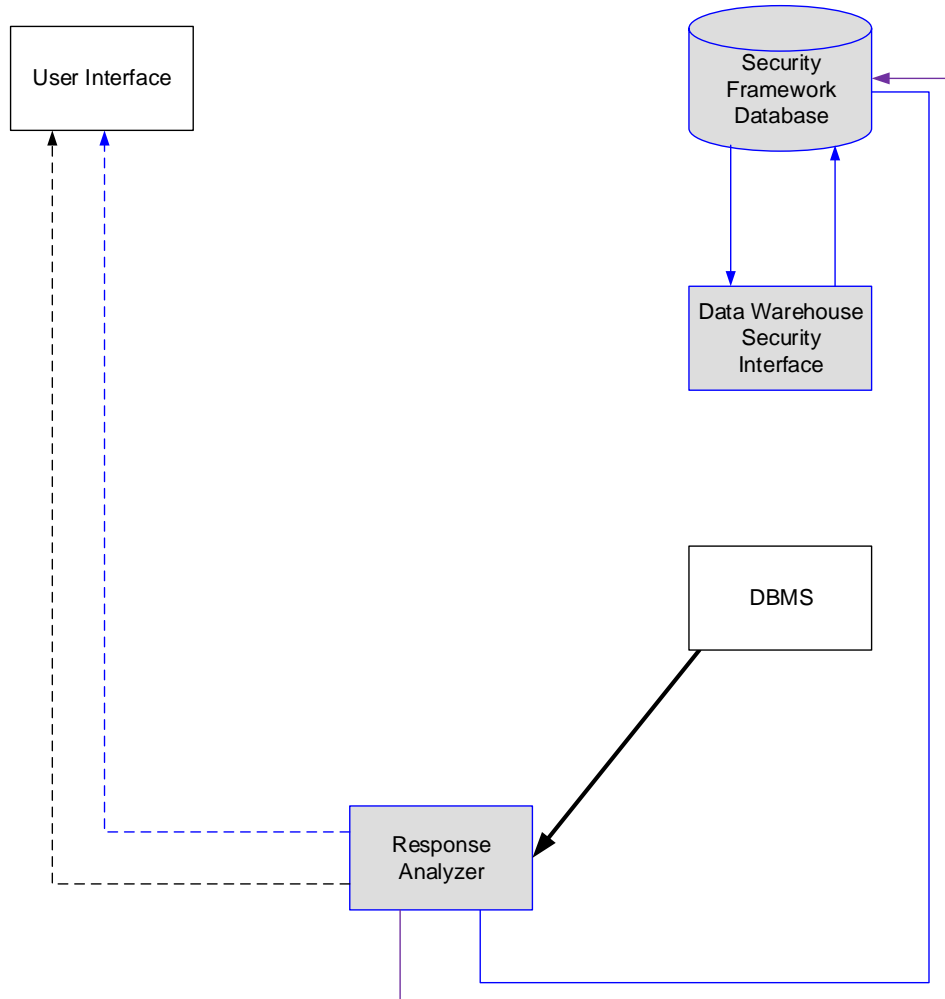 User Interface
Security
Framework
Database
Data Warehouse
Security
Interface
DBMS
Response
Analyzer